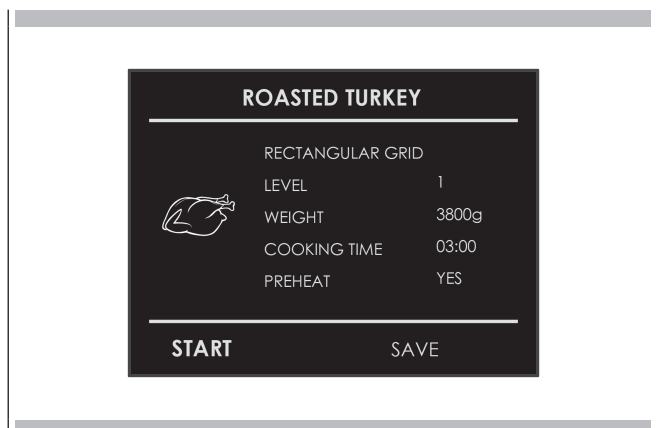 ROASTED TURKEY
RECTANGULAR GRID
LEVEL 1
WEIGHT 3800g
COOKING TIME 03:00
PREHEAT YES
START SAVE